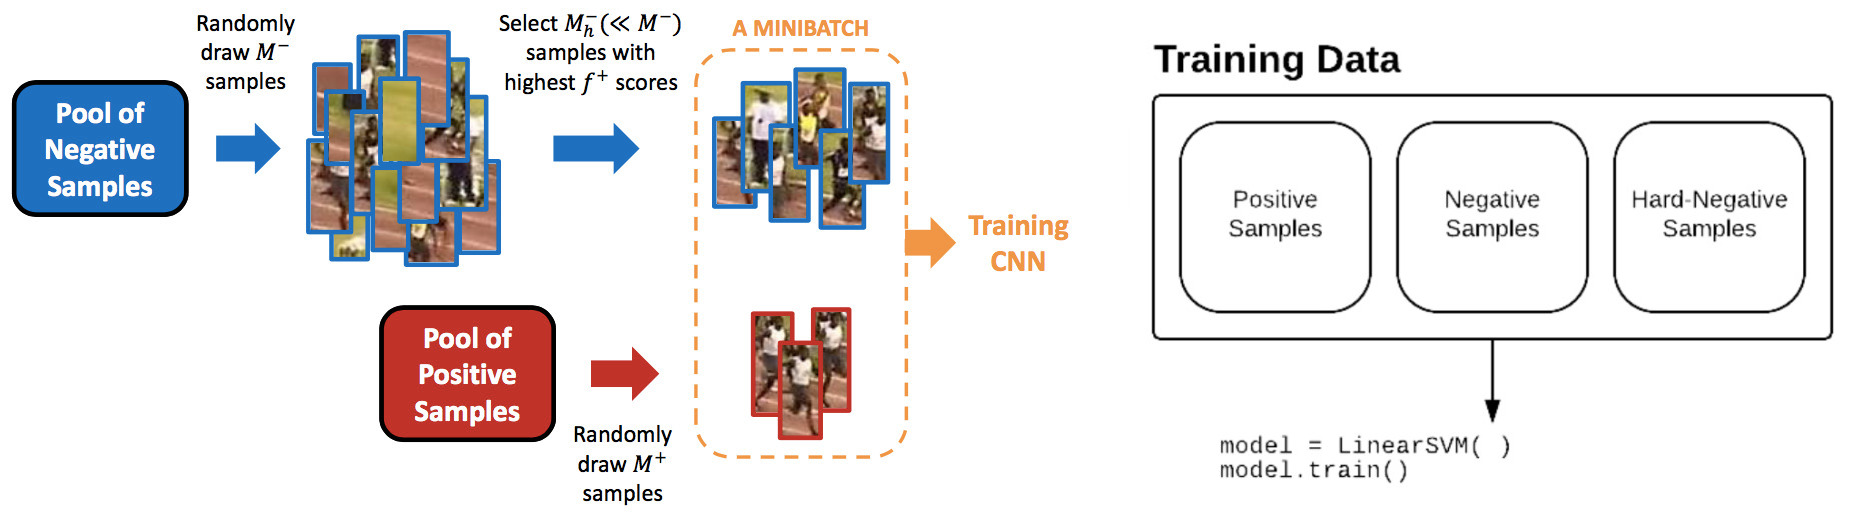 Pool of
Negative
Samples
Randomly
draw M⁻
samples
Select M_h⁻(≪ M⁻)
samples with
highest f⁺ scores
A MINIBATCH
Training
CNN
Pool of
Positive
Samples
Randomly
draw M⁺
samples
Training Data
Positive
Samples
Negative
Samples
Hard-Negative
Samples
model = LinearSVM( )
model.train()